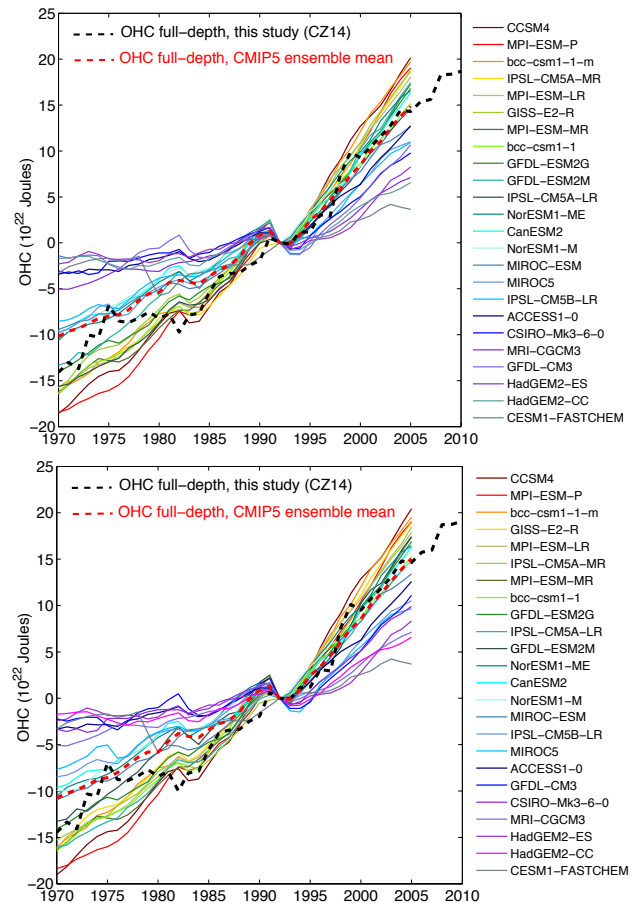 25
20
15
10
5
0
−5
−10
−15
−20
OHC (10²² Joules)
OHC full−depth, this study (CZ14)
OHC full−depth, CMIP5 ensemble mean
1970 1975 1980 1985 1990 1995 2000 2005 2010
CCSM4
MPI−ESM−P
bcc−csm1−1−m
IPSL−CM5A−MR
MPI−ESM−LR
GISS−E2−R
MPI−ESM−MR
bcc−csm1−1
GFDL−ESM2G
GFDL−ESM2M
IPSL−CM5A−LR
NorESM1−ME
CanESM2
NorESM1−M
MIROC−ESM
MIROC5
IPSL−CM5B−LR
ACCESS1−0
CSIRO−Mk3−6−0
MRI−CGCM3
GFDL−CM3
HadGEM2−ES
HadGEM2−CC
CESM1−FASTCHEM
25
20
15
10
5
0
−5
−10
−15
−20
OHC (10²² Joules)
OHC full−depth, this study (CZ14)
OHC full−depth, CMIP5 ensemble mean
1970 1975 1980 1985 1990 1995 2000 2005 2010
CCSM4
MPI−ESM−P
bcc−csm1−1−m
GISS−E2−R
MPI−ESM−LR
IPSL−CM5A−MR
MPI−ESM−MR
bcc−csm1−1
GFDL−ESM2G
IPSL−CM5A−LR
GFDL−ESM2M
NorESM1−ME
CanESM2
NorESM1−M
MIROC−ESM
IPSL−CM5B−LR
MIROC5
ACCESS1−0
GFDL−CM3
CSIRO−Mk3−6−0
MRI−CGCM3
HadGEM2−ES
HadGEM2−CC
CESM1−FASTCHEM